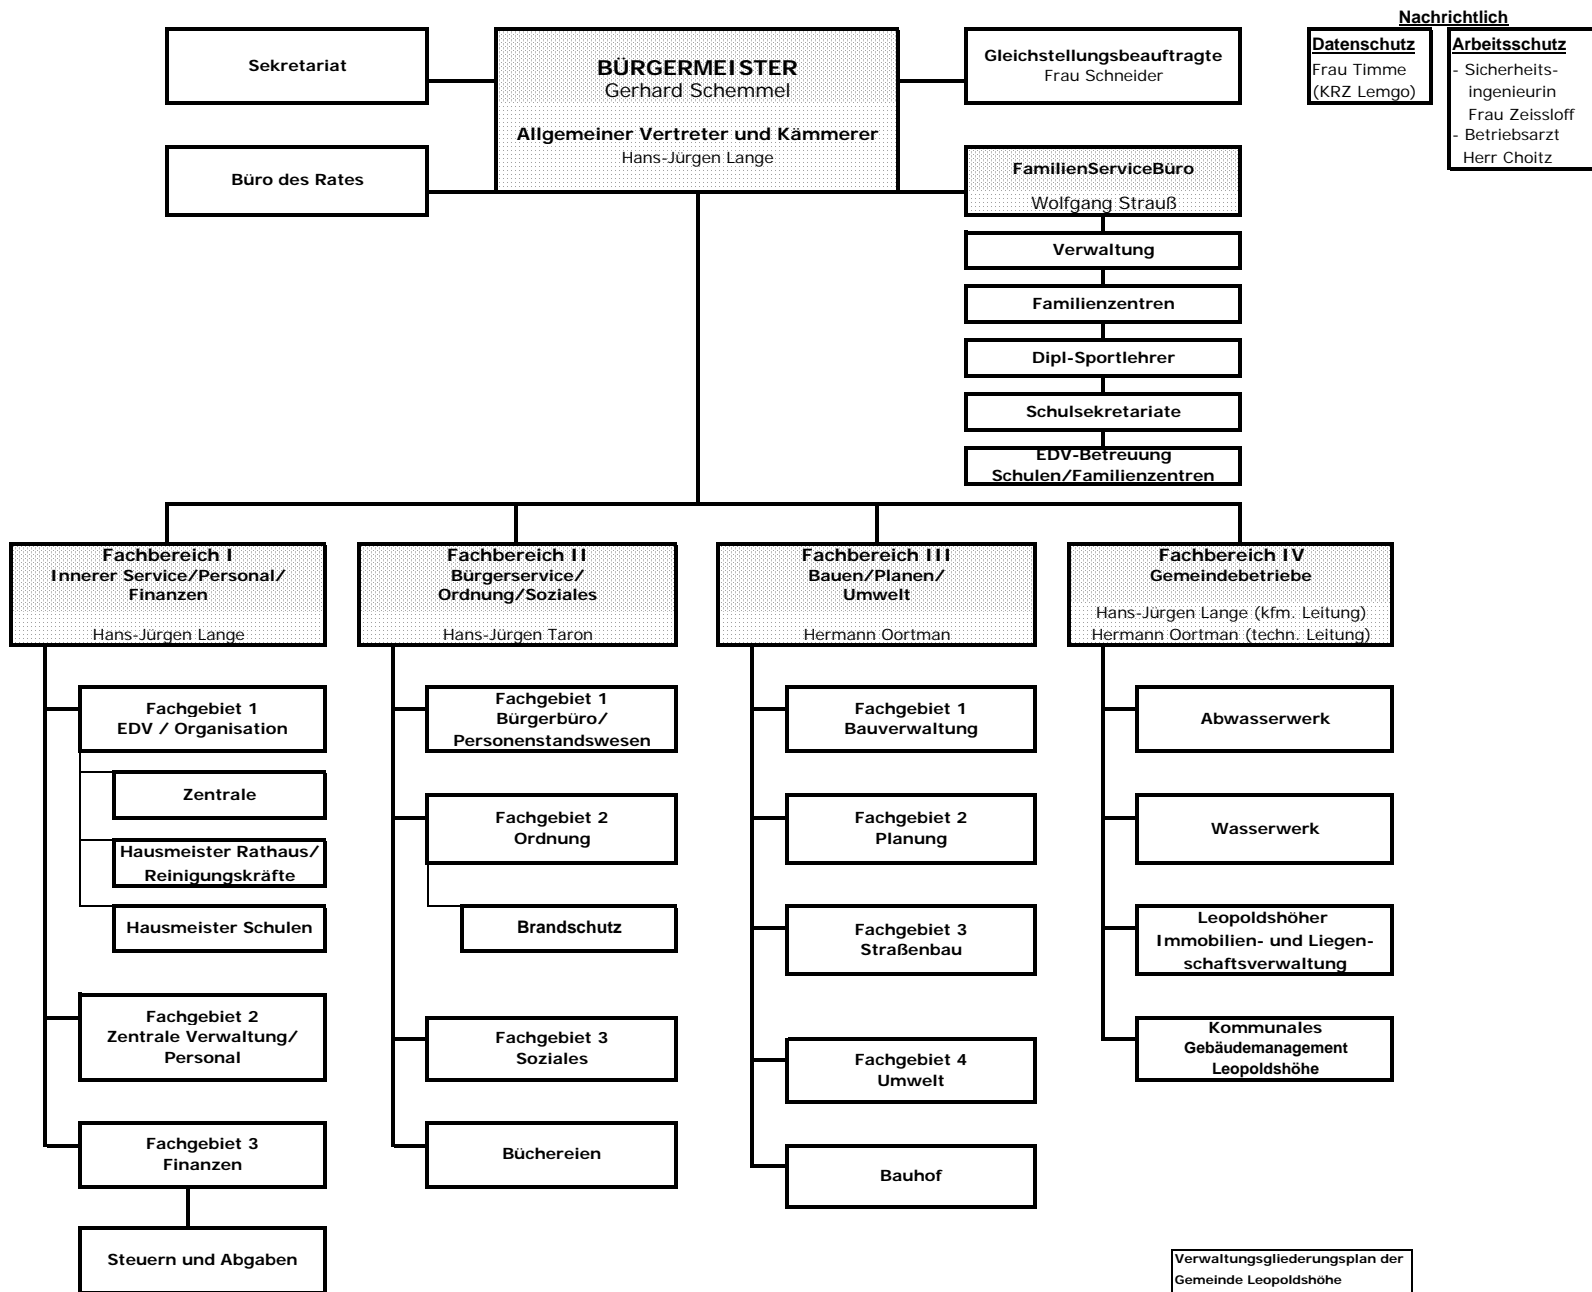 Nachrichtlich
Sekretariat
BÜRGERMEISTER
Gerhard Schemmel
Allgemeiner Vertreter und Kämmerer
Hans-Jürgen Lange
Gleichstellungsbeauftragte
Frau Schneider
Datenschutz
Frau Timme
(KRZ Lemgo)
Arbeitsschutz
- Sicherheits-
ingenieurin
Frau Zeissloff
- Betriebsarzt
Herr Choitz
Büro des Rates
FamilienServiceBüro
Wolfgang Strauß
Verwaltung
Familienzentren
Dipl-Sportlehrer
Schulsekretariate
EDV-Betreuung
Schulen/Familienzentren
Fachbereich I
Innerer Service/Personal/
Finanzen
Hans-Jürgen Lange
Fachbereich II
Bürgerservice/
Ordnung/Soziales
Hans-Jürgen Taron
Fachbereich III
Bauen/Planen/
Umwelt
Hermann Oortman
Fachbereich IV
Gemeindebetriebe
Hans-Jürgen Lange (kfm. Leitung)
Hermann Oortman (techn. Leitung)
Fachgebiet 1
EDV / Organisation
Zentrale
Hausmeister Rathaus/
Reinigungskräfte
Hausmeister Schulen
Fachgebiet 2
Zentrale Verwaltung/
Personal
Fachgebiet 3
Finanzen
Steuern und Abgaben
Fachgebiet 1
Bürgerbüro/
Personenstandswesen
Fachgebiet 2
Ordnung
Brandschutz
Fachgebiet 3
Soziales
Büchereien
Fachgebiet 1
Bauverwaltung
Fachgebiet 2
Planung
Fachgebiet 3
Straßenbau
Fachgebiet 4
Umwelt
Bauhof
Abwasserwerk
Wasserwerk
Leopoldshöher
Immobilien- und Liegen-
schaftsverwaltung
Kommunales
Gebäudemanagement
Leopoldshöhe
Verwaltungsgliederungsplan der
Gemeinde Leopoldshöhe